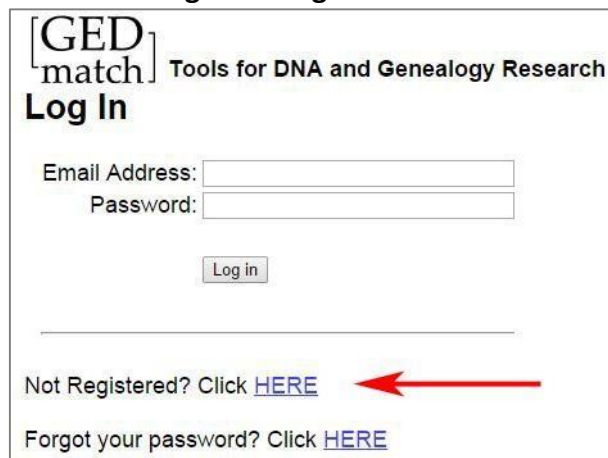 GED
match Tools for DNA and Genealogy Research
Log In
Email Address:
Password:
Log in
Not Registered? Click HERE
Forgot your password? Click HERE